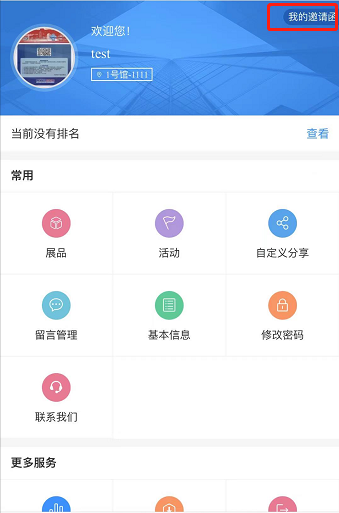 我的邀请函
欢迎您！
test
1号馆-1111
当前没有排名 查看
常用
展品 活动 自定义分享
留言管理 基本信息 修改密码
联系我们
更多服务